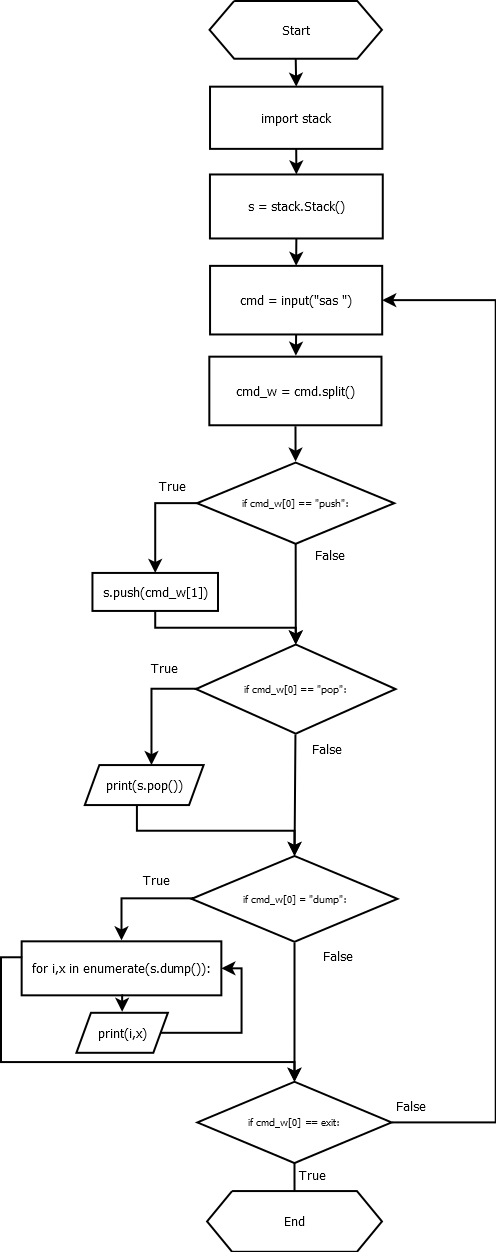 Start
import stack
s = stack.Stack()
cmd = input("sas ")
cmd_w = cmd.split()
if cmd_w[0] == "push":
True
False
s.push(cmd_w[1])
if cmd_w[0] == "pop":
True
False
print(s.pop())
if cmd_w[0] = "dump":
True
False
for i,x in enumerate(s.dump()):
print(i,x)
if cmd_w[0] == exit:
False
True
End